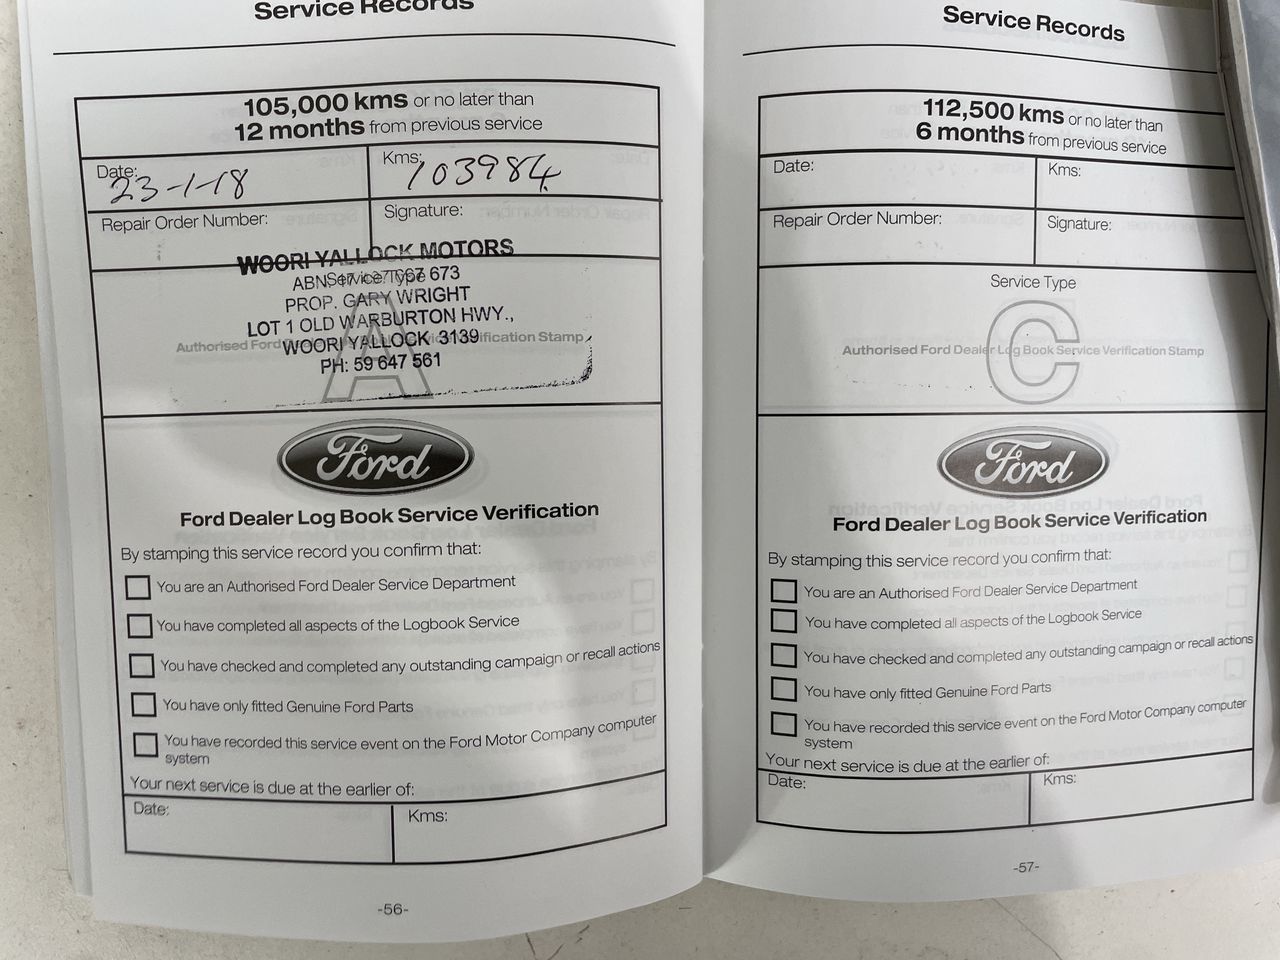 Service Records
105,000 kms or no later than
12 months from previous service
Date: 23-1-18
Kms: 103984
Repair Order Number:
Signature:
WOORI YALLOCK MOTORS
Service Type
ABN: 673
PROP. GARY WRIGHT
LOT 1 OLD WARBURTON HWY.,
A
Authorised Ford Verification Stamp
WOORI YALLOCK 3139
PH: 59 647 561
Ford
Ford Dealer Log Book Service Verification
By stamping this service record you confirm that:
You are an Authorised Ford Dealer Service Department
You have completed all aspects of the Logbook Service
You have checked and completed any outstanding campaign or recall actions
You have only fitted Genuine Ford Parts
You have recorded this service event on the Ford Motor Company computer
system
Your next service is due at the earlier of:
Date:
Kms:
-56-
Service Records
112,500 kms or no later than
6 months from previous service
Date:
Kms:
Repair Order Number:
Signature:
Service Type
C
Authorised Ford Dealer Log Book Service Verification Stamp
Ford
Ford Dealer Log Book Service Verification
By stamping this service record you confirm that:
You are an Authorised Ford Dealer Service Department
You have completed all aspects of the Logbook Service
You have checked and completed any outstanding campaign or recall actions
You have only fitted Genuine Ford Parts
You have recorded this service event on the Ford Motor Company computer
system
Your next service is due at the earlier of:
Date:
Kms:
-57-